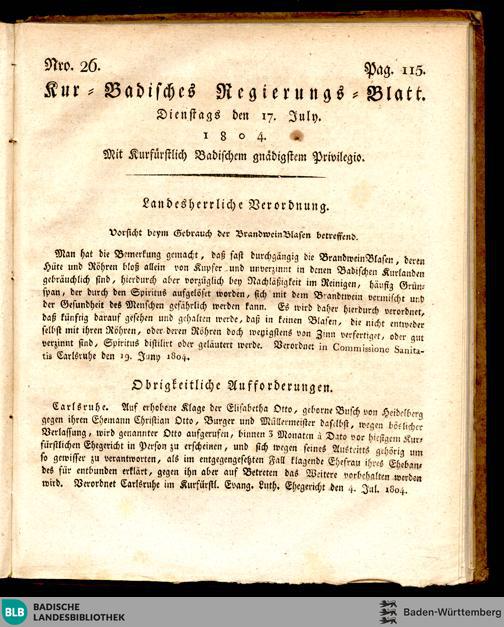 Nro. 26. Pag. 115.
Kur-Badisches Regierungs-Blatt.
Dienstags den 17. July.
1804.
Mit Kurfürstlich Badischem gnädigstem Privilegio.
Landesherrliche Verordnung.
Vorsicht beym Gebrauch der BrandweinBlasen betreffend.
Man hat die Bemerkung gemacht, daß fast durchgängig die BrandweinBlasen, deren
Hüte und Röhren bloß allein von Kupfer und unverzinnt in denen Badischen Kurlanden
gebräuchlich sind, hierdurch aber vorzüglich bey Nachläßigkeit im Reinigen, häufig Grün-
span, der durch den Spiritus aufgelöset worden, sich mit dem Brandwein vermischt und
der Gesundheit des Menschen gefährlich werden kann. Es wird daher hierdurch verordnet,
daß künftig darauf gesehen und gehalten werde, daß in keinen Blasen, die nicht entweder
selbst mit ihren Röhren, oder deren Röhren doch wenigstens von Zinn verfertiget, oder gut
verzinnt sind, Spiritus distilirt oder geläutert werde. Verordnet in Commissione Sanita-
tis Carlsruhe den 19. Juny 1804.
Obrigkeitliche Aufforderungen.
Carlsruhe. Auf erhobene Klage der Elisabetha Otto, geborne Busch von Heidelberg
gegen ihren Ehemann Christian Otto, Burger und Müllermeister daselbst, wegen böslicher
Verlassung, wird genannter Otto aufgerufen, binnen 3 Monaten à Dato vor hiesigem Kur-
fürstlichen Ehegericht in Person zu erscheinen, und sich wegen seines Austritts gehörig um
so gewisser zu verantworten, als im entgegengesetzten Fall klagende Ehefrau ihres Eheban-
des für entbunden erklärt, gegen ihn aber auf Betreten das Weitere vorbehalten werden
wird. Verordnet Carlsruhe im Kurfürstl. Evang. Luth. Ehegericht den 4. Jul. 1804.
BLB BADISCHE
LANDESBIBLIOTHEK
Baden-Württemberg